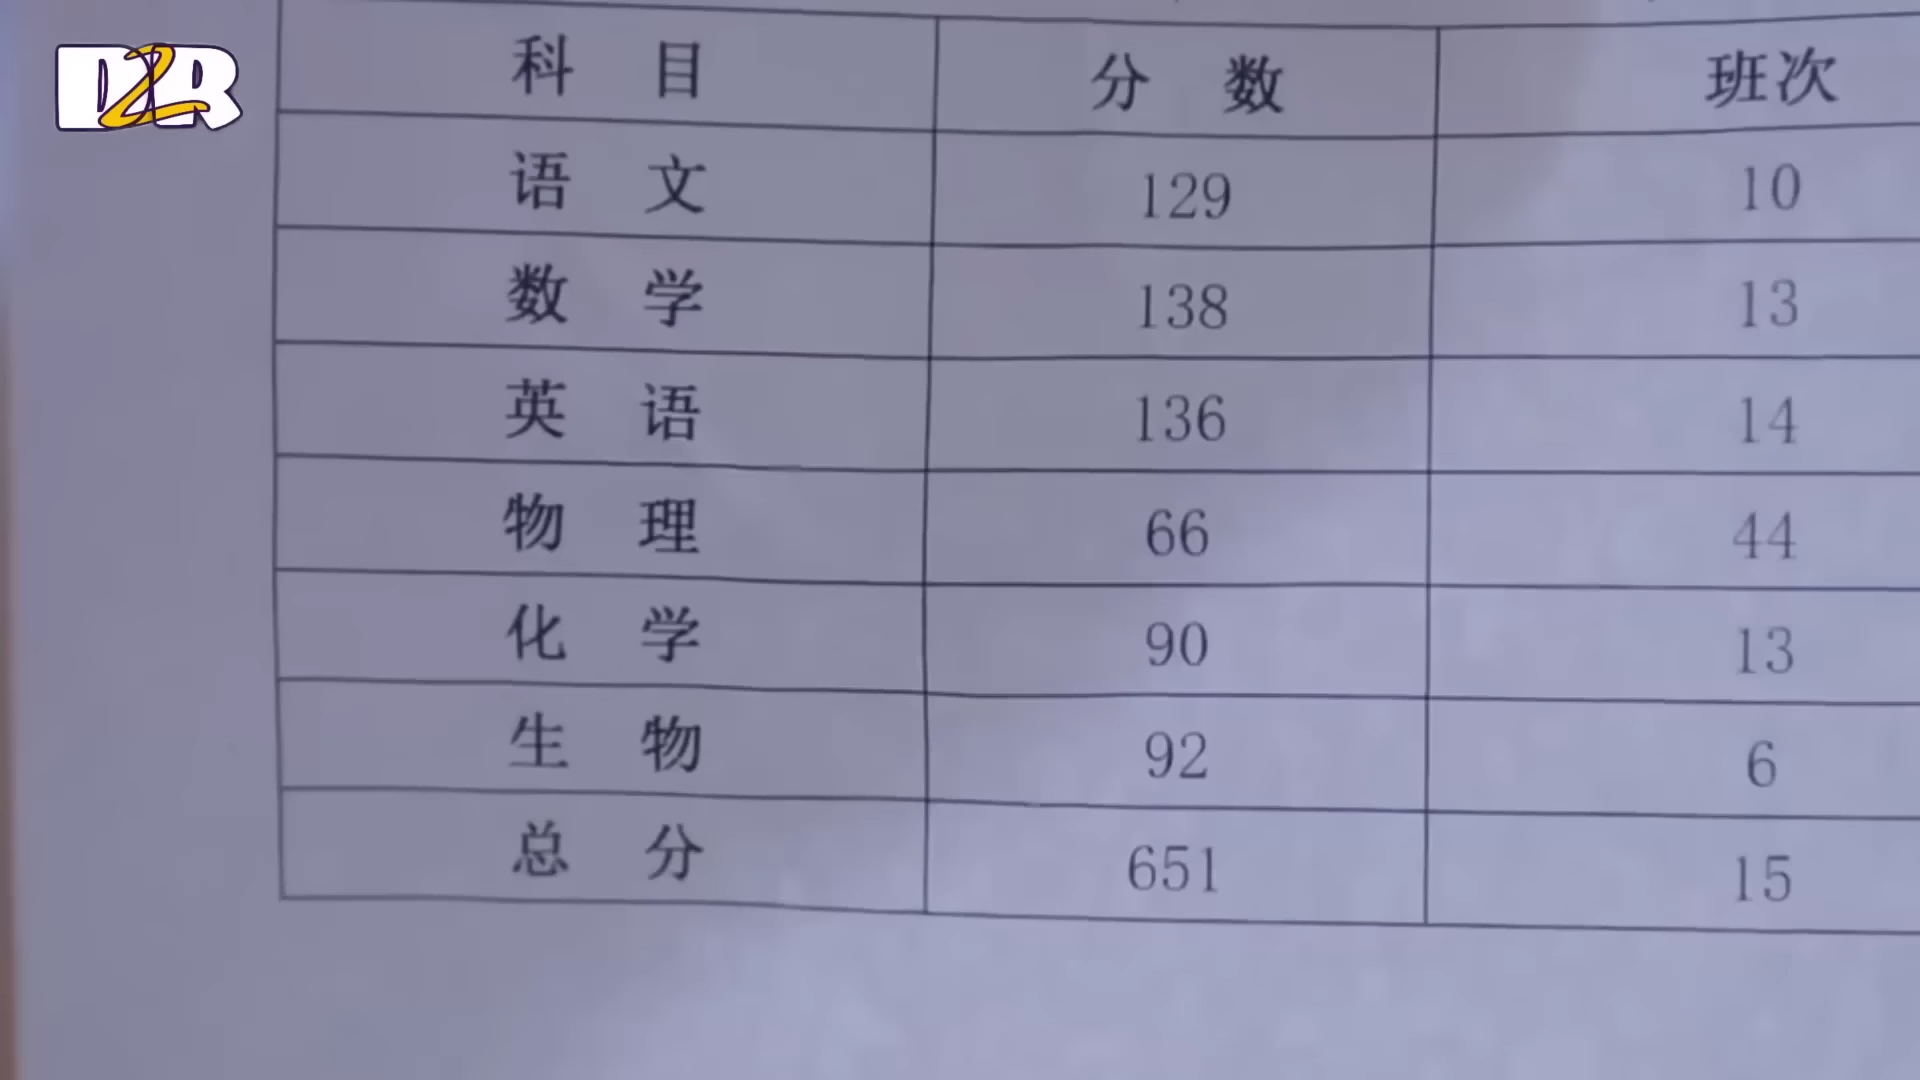 D2R
科 目 分 数 班次
语 文 129 10
数 学 138 13
英 语 136 14
物 理 66 44
化 学 90 13
生 物 92 6
总 分 651 15